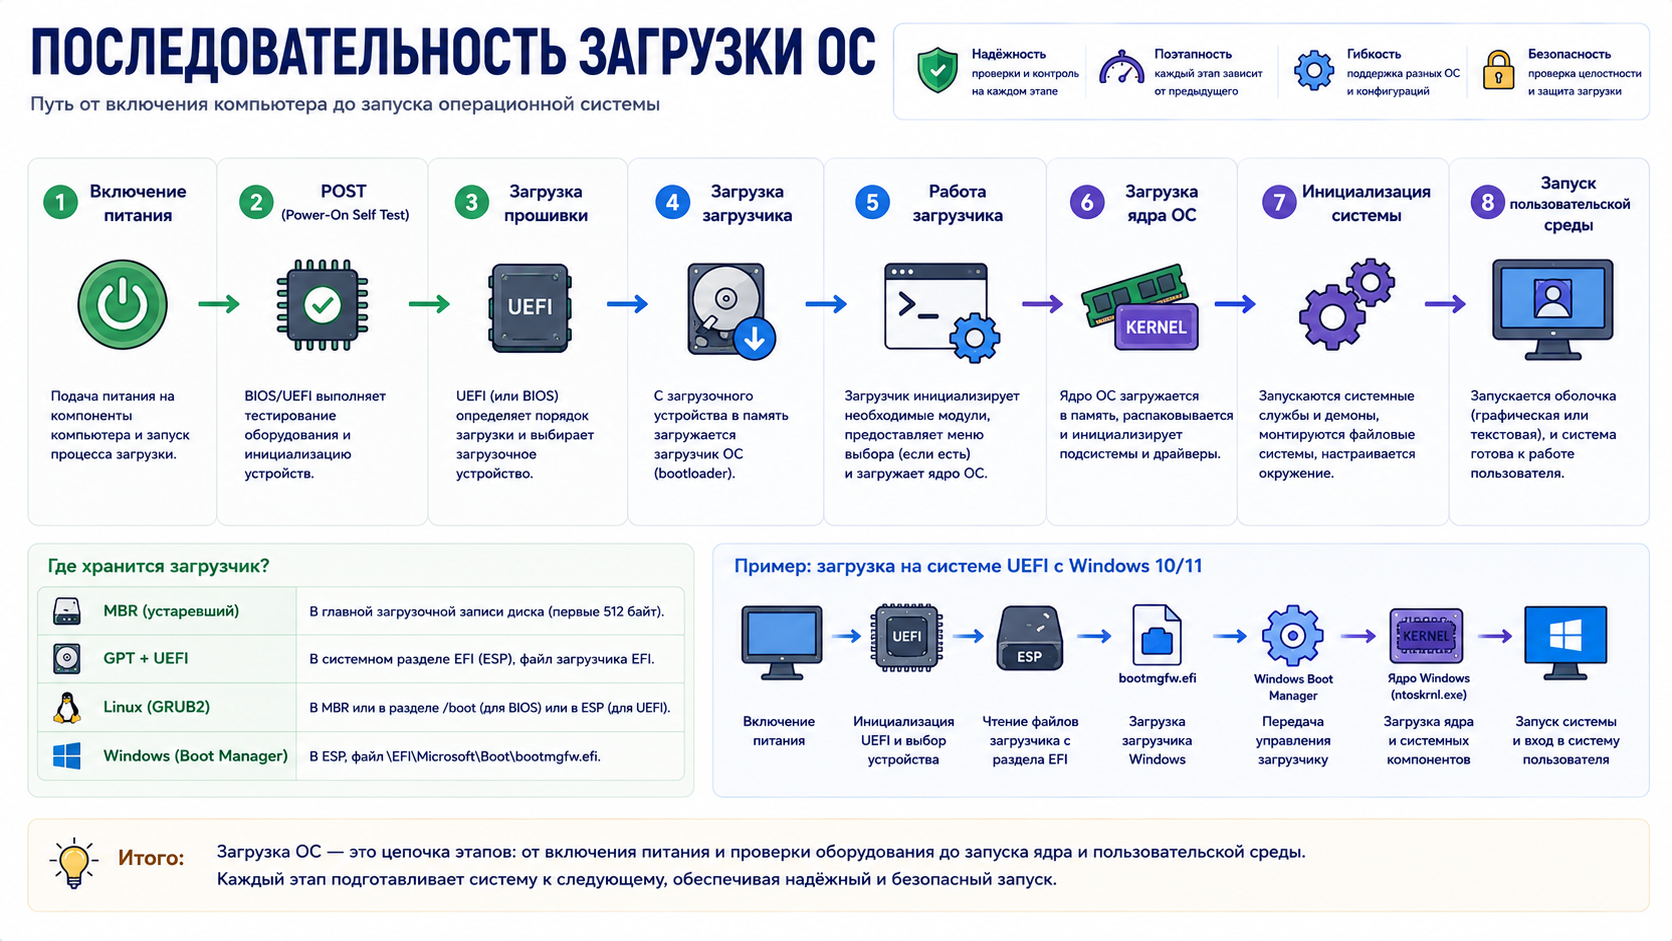 ПОСЛЕДОВАТЕЛЬНОСТЬ ЗАГРУЗКИ ОС
Путь от включения компьютера до запуска операционной системы
Надёжность
проверки и контроль
на каждом этапе
Поэтапность
каждый этап зависит
от предыдущего
Гибкость
поддержка разных ОС
и конфигураций
Безопасность
проверка целостности
и защита загрузки
1
Включение
питания
Подача питания на
компоненты
компьютера и запуск
процесса загрузки.
2
POST
(Power-On Self Test)
BIOS/UEFI выполняет
тестирование
оборудования и
инициализацию
устройств.
3
Загрузка
прошивки
UEFI
UEFI (или BIOS)
определяет порядок
загрузки и выбирает
загрузочное
устройство.
4
Загрузка
загрузчика
С загрузочного
устройства в память
загружается
загрузчик ОС
(bootloader).
5
Работа
загрузчика
Загрузчик инициализирует
необходимые модули,
предоставляет меню
выбора (если есть)
и загружает ядро ОС.
6
Загрузка
ядра ОС
KERNEL
Ядро ОС загружается
в память, распаковывается
и инициализирует
подсистемы и драйверы.
7
Инициализация
системы
Запускаются системные
службы и демоны,
монтируются файловые
системы, настраивается
окружение.
8
Запуск
пользовательской
среды
Запускается оболочка
(графическая или
текстовая), и система
готова к работе
пользователя.
Где хранится загрузчик?
MBR (устаревший)
В главной загрузочной записи диска (первые 512 байт).
GPT + UEFI
В системном разделе EFI (ESP), файл загрузчика EFI.
Linux (GRUB2)
В MBR или в разделе /boot (для BIOS) или в ESP (для UEFI).
Windows (Boot Manager)
В ESP, файл \EFI\Microsoft\Boot\bootmgfw.efi.
Пример: загрузка на системе UEFI с Windows 10/11
Включение
питания
UEFI
Инициализация
UEFI и выбор
устройства
ESP
Чтение файлов
загрузчика с
раздела EFI
bootmgfw.efi
Загрузка
загрузчика
Windows
Windows Boot
Manager
Передача
управления
загрузчику
KERNEL
Ядро Windows
(ntoskrnl.exe)
Загрузка ядра
и системных
компонентов
Запуск системы
и вход в систему
пользователя
Итого:
Загрузка ОС — это цепочка этапов: от включения питания и проверки оборудования до запуска ядра и пользовательской среды.
Каждый этап подготавливает систему к следующему, обеспечивая надёжный и безопасный запуск.